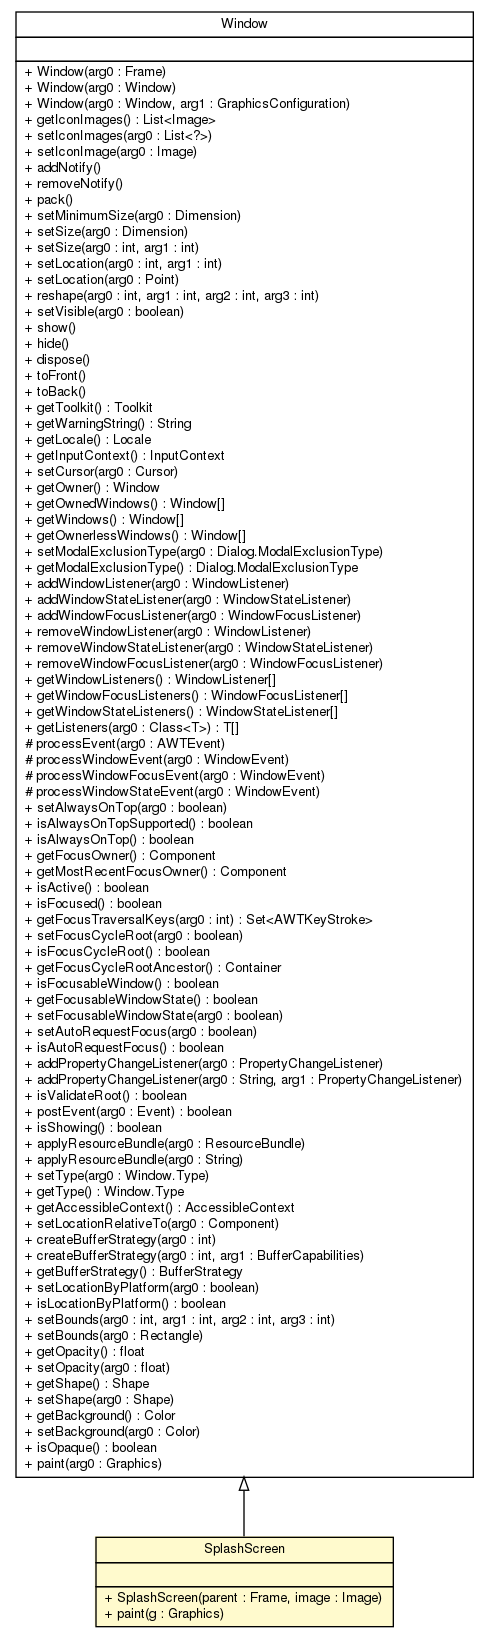 Window
+ Window(arg0 : Frame)
+ Window(arg0 : Window)
+ Window(arg0 : Window, arg1 : GraphicsConfiguration)
+ getIconImages() : List<Image>
+ setIconImages(arg0 : List<?>)
+ setIconImage(arg0 : Image)
+ addNotify()
+ removeNotify()
+ pack()
+ setMinimumSize(arg0 : Dimension)
+ setSize(arg0 : Dimension)
+ setSize(arg0 : int, arg1 : int)
+ setLocation(arg0 : int, arg1 : int)
+ setLocation(arg0 : Point)
+ reshape(arg0 : int, arg1 : int, arg2 : int, arg3 : int)
+ setVisible(arg0 : boolean)
+ show()
+ hide()
+ dispose()
+ toFront()
+ toBack()
+ getToolkit() : Toolkit
+ getWarningString() : String
+ getLocale() : Locale
+ getInputContext() : InputContext
+ setCursor(arg0 : Cursor)
+ getOwner() : Window
+ getOwnedWindows() : Window[]
+ getWindows() : Window[]
+ getOwnerlessWindows() : Window[]
+ setModalExclusionType(arg0 : Dialog.ModalExclusionType)
+ getModalExclusionType() : Dialog.ModalExclusionType
+ addWindowListener(arg0 : WindowListener)
+ addWindowStateListener(arg0 : WindowStateListener)
+ addWindowFocusListener(arg0 : WindowFocusListener)
+ removeWindowListener(arg0 : WindowListener)
+ removeWindowStateListener(arg0 : WindowStateListener)
+ removeWindowFocusListener(arg0 : WindowFocusListener)
+ getWindowListeners() : WindowListener[]
+ getWindowFocusListeners() : WindowFocusListener[]
+ getWindowStateListeners() : WindowStateListener[]
+ getListeners(arg0 : Class<T>) : T[]
# processEvent(arg0 : AWTEvent)
# processWindowEvent(arg0 : WindowEvent)
# processWindowFocusEvent(arg0 : WindowEvent)
# processWindowStateEvent(arg0 : WindowEvent)
+ setAlwaysOnTop(arg0 : boolean)
+ isAlwaysOnTopSupported() : boolean
+ isAlwaysOnTop() : boolean
+ getFocusOwner() : Component
+ getMostRecentFocusOwner() : Component
+ isActive() : boolean
+ isFocused() : boolean
+ getFocusTraversalKeys(arg0 : int) : Set<AWTKeyStroke>
+ setFocusCycleRoot(arg0 : boolean)
+ isFocusCycleRoot() : boolean
+ getFocusCycleRootAncestor() : Container
+ isFocusableWindow() : boolean
+ getFocusableWindowState() : boolean
+ setFocusableWindowState(arg0 : boolean)
+ setAutoRequestFocus(arg0 : boolean)
+ isAutoRequestFocus() : boolean
+ addPropertyChangeListener(arg0 : PropertyChangeListener)
+ addPropertyChangeListener(arg0 : String, arg1 : PropertyChangeListener)
+ isValidateRoot() : boolean
+ postEvent(arg0 : Event) : boolean
+ isShowing() : boolean
+ applyResourceBundle(arg0 : ResourceBundle)
+ applyResourceBundle(arg0 : String)
+ setType(arg0 : Window.Type)
+ getType() : Window.Type
+ getAccessibleContext() : AccessibleContext
+ setLocationRelativeTo(arg0 : Component)
+ createBufferStrategy(arg0 : int)
+ createBufferStrategy(arg0 : int, arg1 : BufferCapabilities)
+ getBufferStrategy() : BufferStrategy
+ setLocationByPlatform(arg0 : boolean)
+ isLocationByPlatform() : boolean
+ setBounds(arg0 : int, arg1 : int, arg2 : int, arg3 : int)
+ setBounds(arg0 : Rectangle)
+ getOpacity() : float
+ setOpacity(arg0 : float)
+ getShape() : Shape
+ setShape(arg0 : Shape)
+ getBackground() : Color
+ setBackground(arg0 : Color)
+ isOpaque() : boolean
+ paint(arg0 : Graphics)
SplashScreen
+ SplashScreen(parent : Frame, image : Image)
+ paint(g : Graphics)